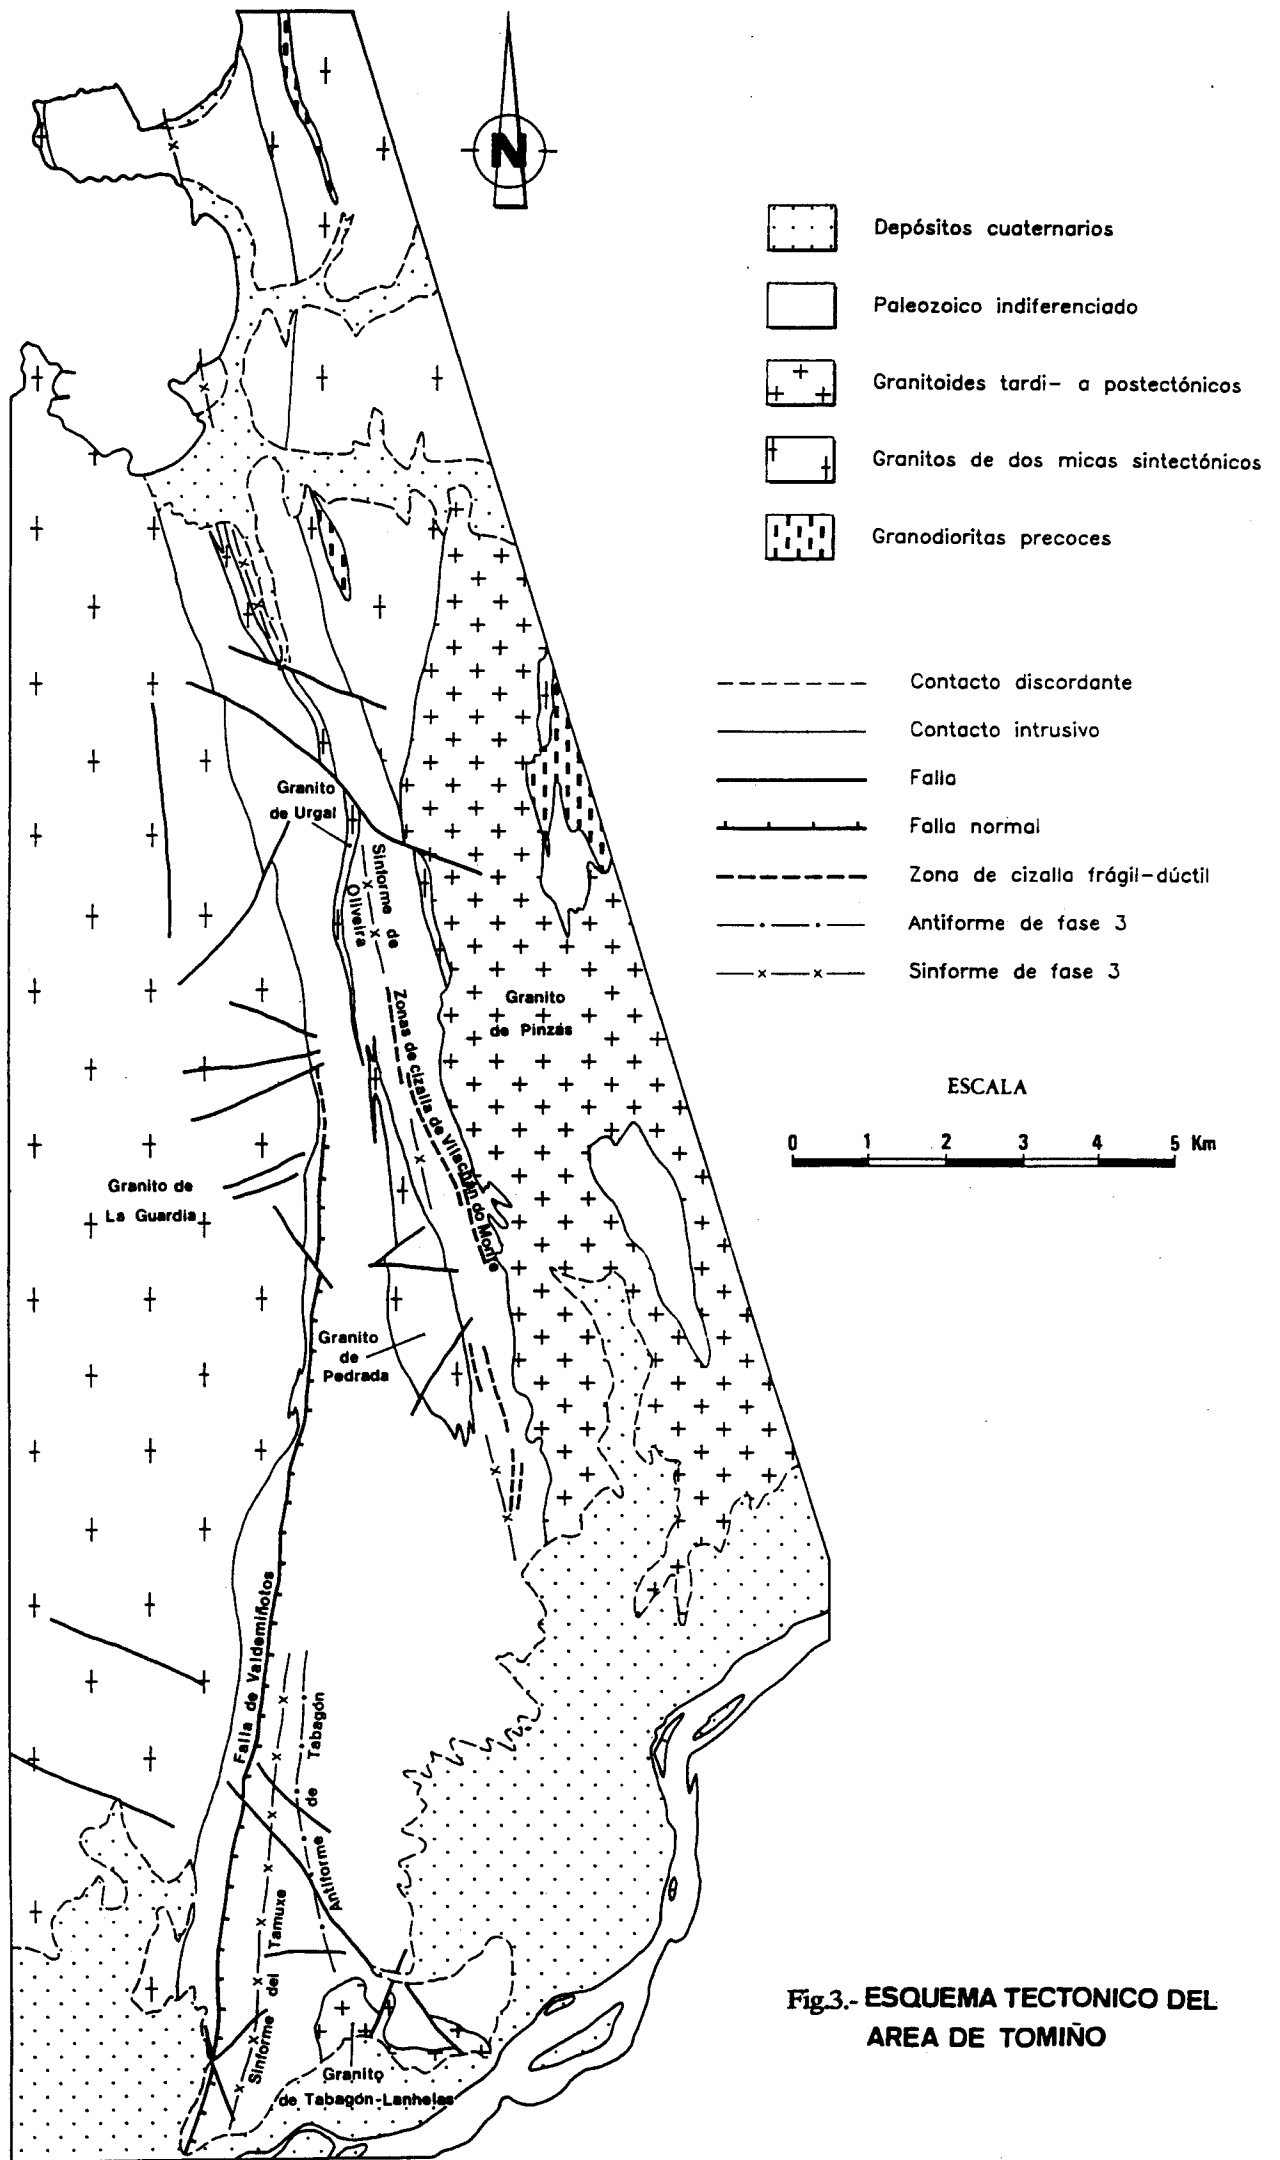 N
Depósitos cuaternarios
Paleozoico indiferenciado
Granitoides tardi- a postectónicos
Granitos de dos micas sintectónicos
Granodioritas precoces
Contacto discordante
Contacto intrusivo
Falla
Falla normal
Zona de cizalla frágil-dúctil
Antiforme de fase 3
Sinforme de fase 3
ESCALA
0 1 2 3 4 5 Km
Granito
de Urgal
Sinforme de
Oliveira
Zonas de cizalla de Vilachán do Monje
Granito
de Pinzás
Granito de
La Guardia
Granito
de
Pedrada
Falla de Valdemiñotos
Antiforme de Tabagón
Sinforme del Tamuxe
Granito
de Tabagón-Lanhelas
Fig.3.- ESQUEMA TECTONICO DEL
AREA DE TOMIÑO